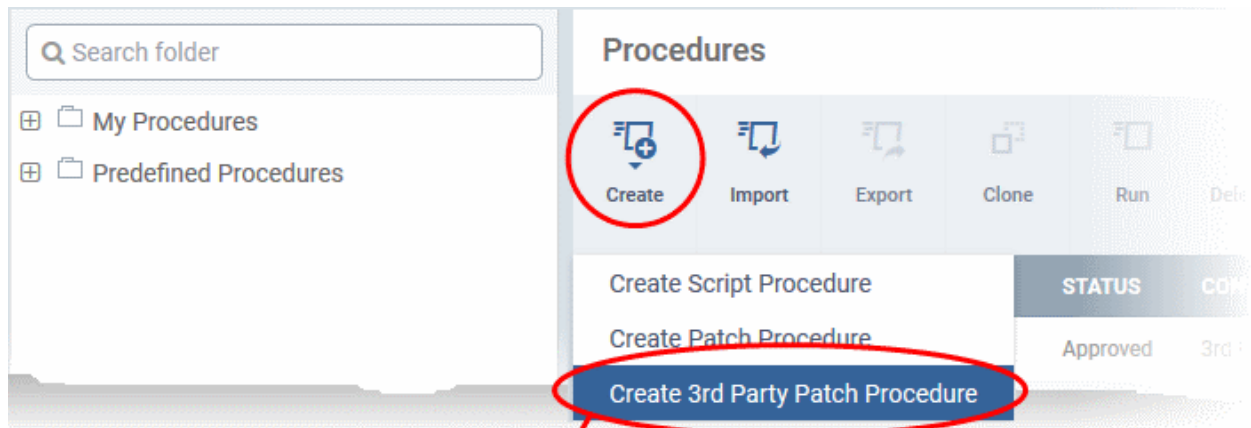 Search folder
My Procedures
Predefined Procedures
Procedures
Create Import Export Clone Run
Create Script Procedure
Create Patch Procedure
Create 3rd Party Patch Procedure
STATUS
Approved 3rd